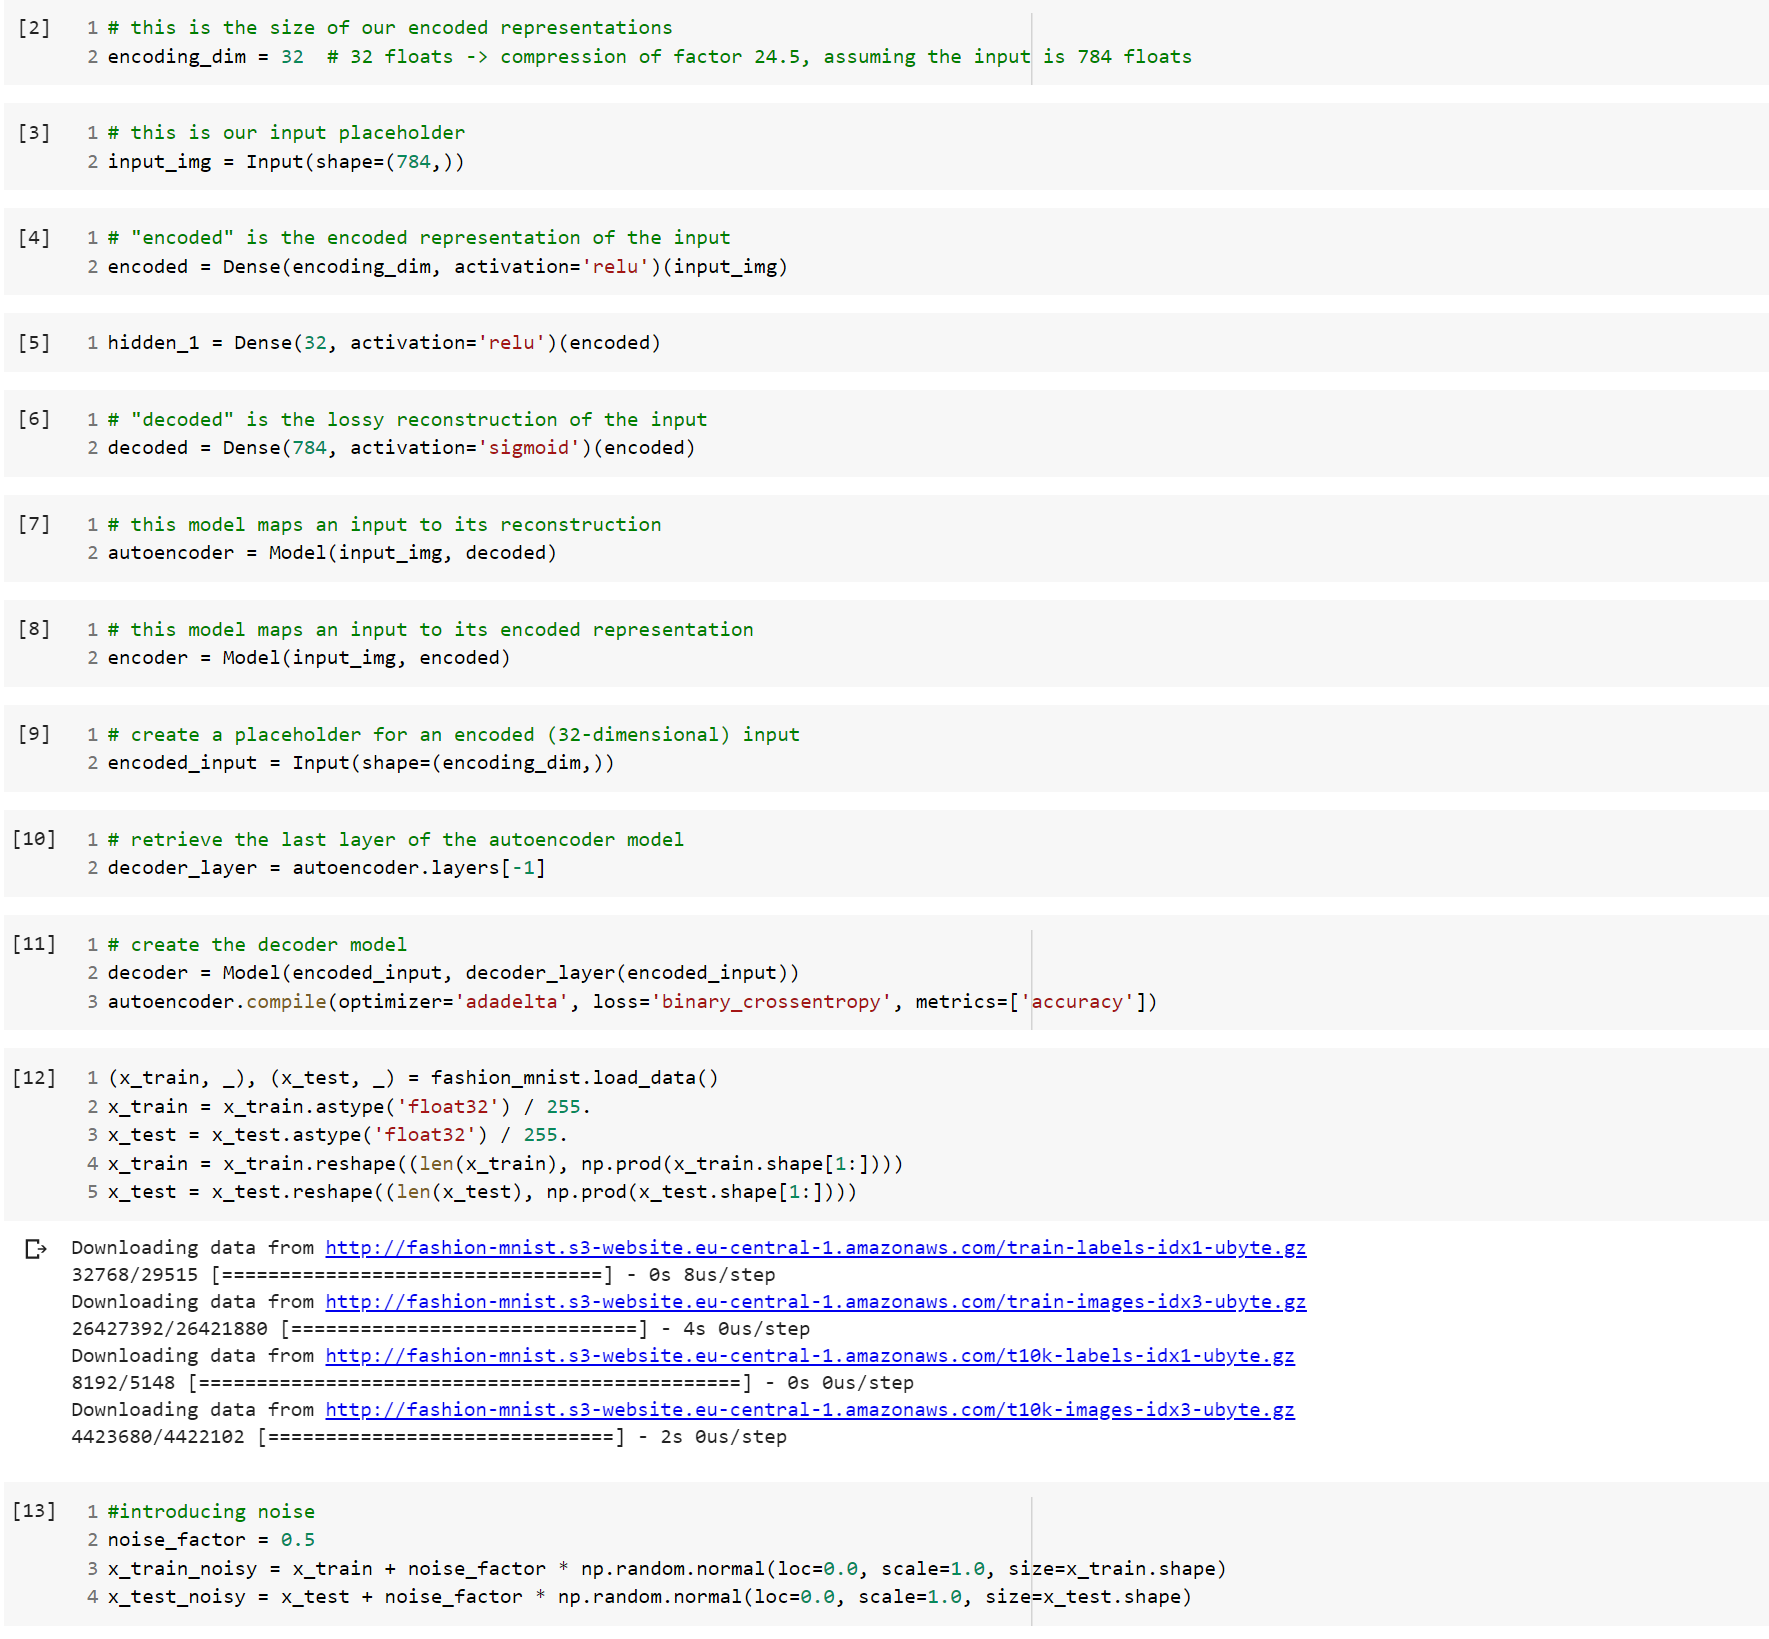 [2] 1 # this is the size of our encoded representations
2 encoding_dim = 32  # 32 floats -> compression of factor 24.5, assuming the input is 784 floats
[3] 1 # this is our input placeholder
2 input_img = Input(shape=(784,))
[4] 1 # "encoded" is the encoded representation of the input
2 encoded = Dense(encoding_dim, activation='relu')(input_img)
[5] 1 hidden_1 = Dense(32, activation='relu')(encoded)
[6] 1 # "decoded" is the lossy reconstruction of the input
2 decoded = Dense(784, activation='sigmoid')(encoded)
[7] 1 # this model maps an input to its reconstruction
2 autoencoder = Model(input_img, decoded)
[8] 1 # this model maps an input to its encoded representation
2 encoder = Model(input_img, encoded)
[9] 1 # create a placeholder for an encoded (32-dimensional) input
2 encoded_input = Input(shape=(encoding_dim,))
[10] 1 # retrieve the last layer of the autoencoder model
2 decoder_layer = autoencoder.layers[-1]
[11] 1 # create the decoder model
2 decoder = Model(encoded_input, decoder_layer(encoded_input))
3 autoencoder.compile(optimizer='adadelta', loss='binary_crossentropy', metrics=['accuracy'])
[12] 1 (x_train, _), (x_test, _) = fashion_mnist.load_data()
2 x_train = x_train.astype('float32') / 255.
3 x_test = x_test.astype('float32') / 255.
4 x_train = x_train.reshape((len(x_train), np.prod(x_train.shape[1:])))
5 x_test = x_test.reshape((len(x_test), np.prod(x_test.shape[1:])))
Downloading data from http://fashion-mnist.s3-website.eu-central-1.amazonaws.com/train-labels-idx1-ubyte.gz
32768/29515 [=================================] - 0s 8us/step
Downloading data from http://fashion-mnist.s3-website.eu-central-1.amazonaws.com/train-images-idx3-ubyte.gz
26427392/26421880 [==============================] - 4s 0us/step
Downloading data from http://fashion-mnist.s3-website.eu-central-1.amazonaws.com/t10k-labels-idx1-ubyte.gz
8192/5148 [===============================================] - 0s 0us/step
Downloading data from http://fashion-mnist.s3-website.eu-central-1.amazonaws.com/t10k-images-idx3-ubyte.gz
4423680/4422102 [==============================] - 2s 0us/step
[13] 1 #introducing noise
2 noise_factor = 0.5
3 x_train_noisy = x_train + noise_factor * np.random.normal(loc=0.0, scale=1.0, size=x_train.shape)
4 x_test_noisy = x_test + noise_factor * np.random.normal(loc=0.0, scale=1.0, size=x_test.shape)